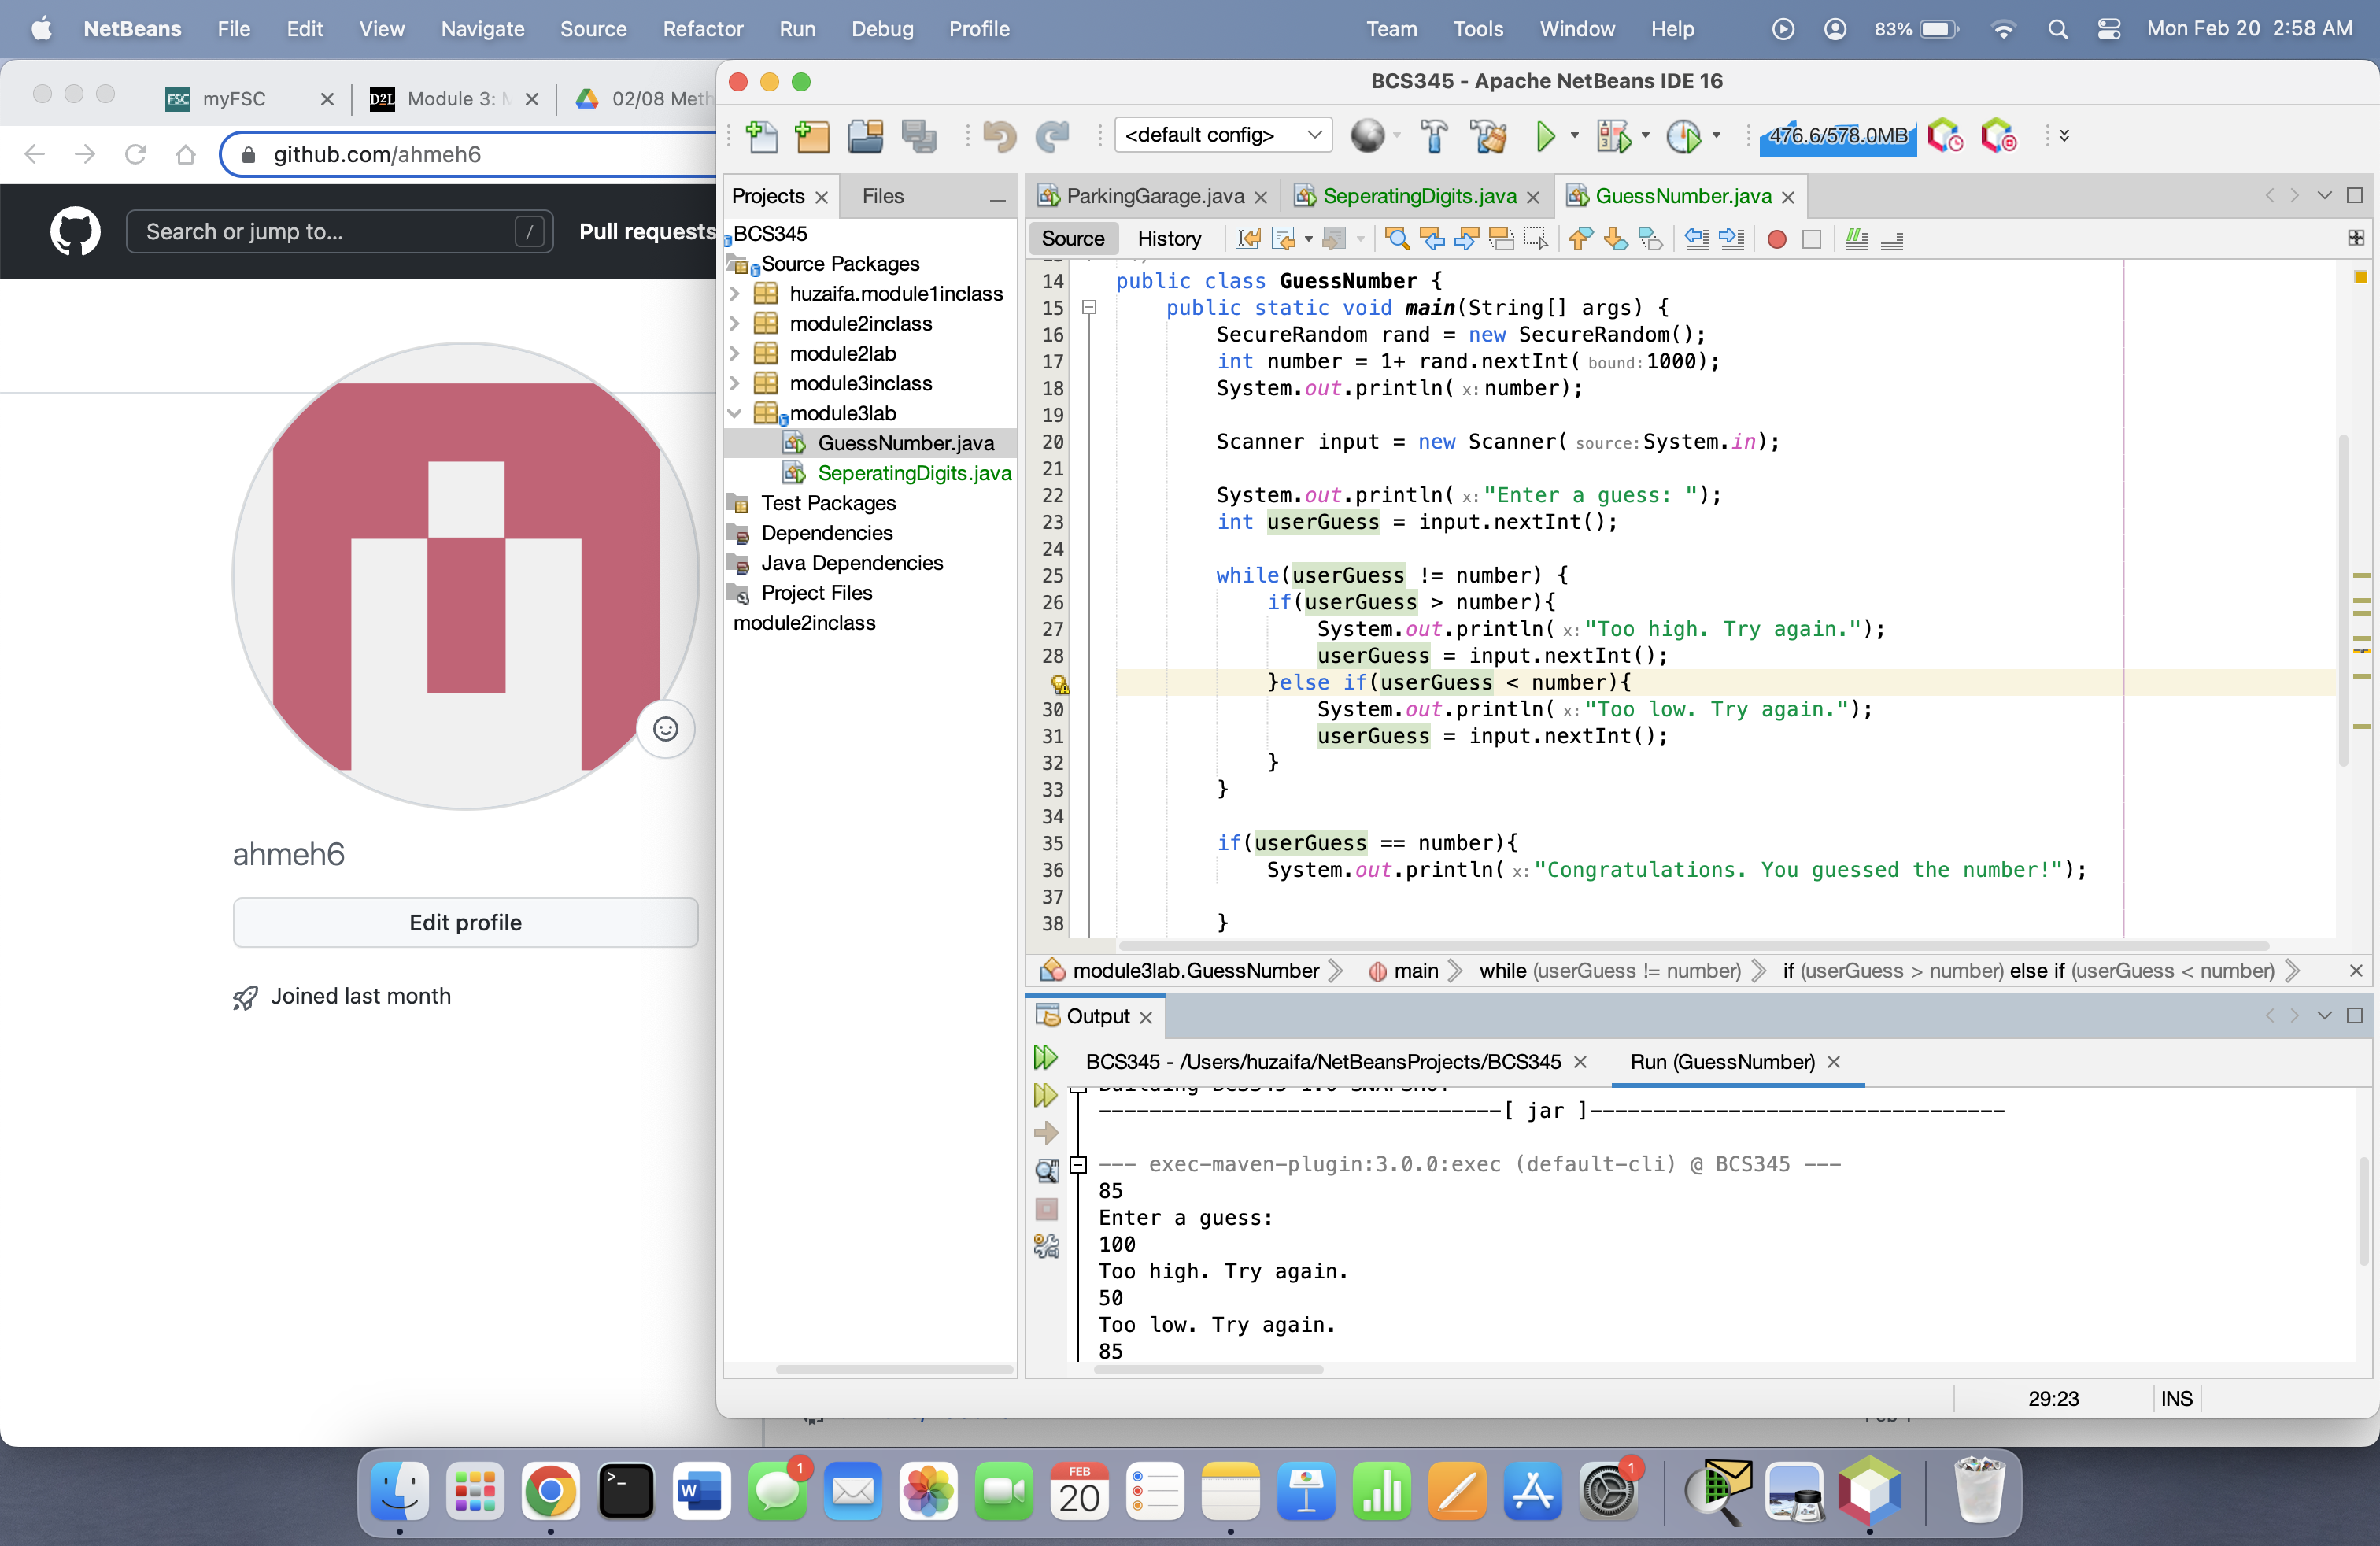 NetBeans File Edit View Navigate Source Refactor Run Debug Profile Team Tools Window Help 83% Mon Feb 20 2:58 AM
FSC myFSC D2L Module 3: 02/08 Meth
github.com/ahmeh6
Search or jump to... / Pull requests
ahmeh6
Edit profile
Joined last month
BCS345 - Apache NetBeans IDE 16
<default config> 476.6/578.0MB
Projects Files
BCS345
Source Packages
huzaifa.module1inclass
module2inclass
module2lab
module3inclass
module3lab
GuessNumber.java
SeperatingDigits.java
Test Packages
Dependencies
Java Dependencies
Project Files
module2inclass
ParkingGarage.java SeperatingDigits.java GuessNumber.java
Source History
14 public class GuessNumber {
15 public static void main(String[] args) {
16 SecureRandom rand = new SecureRandom();
17 int number = 1+ rand.nextInt( bound: 1000);
18 System.out.println( x: number);
19
20 Scanner input = new Scanner( source: System.in);
21
22 System.out.println( x: "Enter a guess: ");
23 int userGuess = input.nextInt();
24
25 while(userGuess != number) {
26 if(userGuess > number){
27 System.out.println( x: "Too high. Try again.");
28 userGuess = input.nextInt();
}else if(userGuess < number){
30 System.out.println( x: "Too low. Try again.");
31 userGuess = input.nextInt();
32 }
33 }
34
35 if(userGuess == number){
36 System.out.println( x: "Congratulations. You guessed the number!");
37
38 }
module3lab.GuessNumber main while (userGuess != number) if (userGuess > number) else if (userGuess < number)
Output
BCS345 - /Users/huzaifa/NetBeansProjects/BCS345 Run (GuessNumber)
--------------------------------[ jar ]---------------------------------
--- exec-maven-plugin:3.0.0:exec (default-cli) @ BCS345 ---
85
Enter a guess:
100
Too high. Try again.
50
Too low. Try again.
85
29:23 INS
1 FEB 20 1